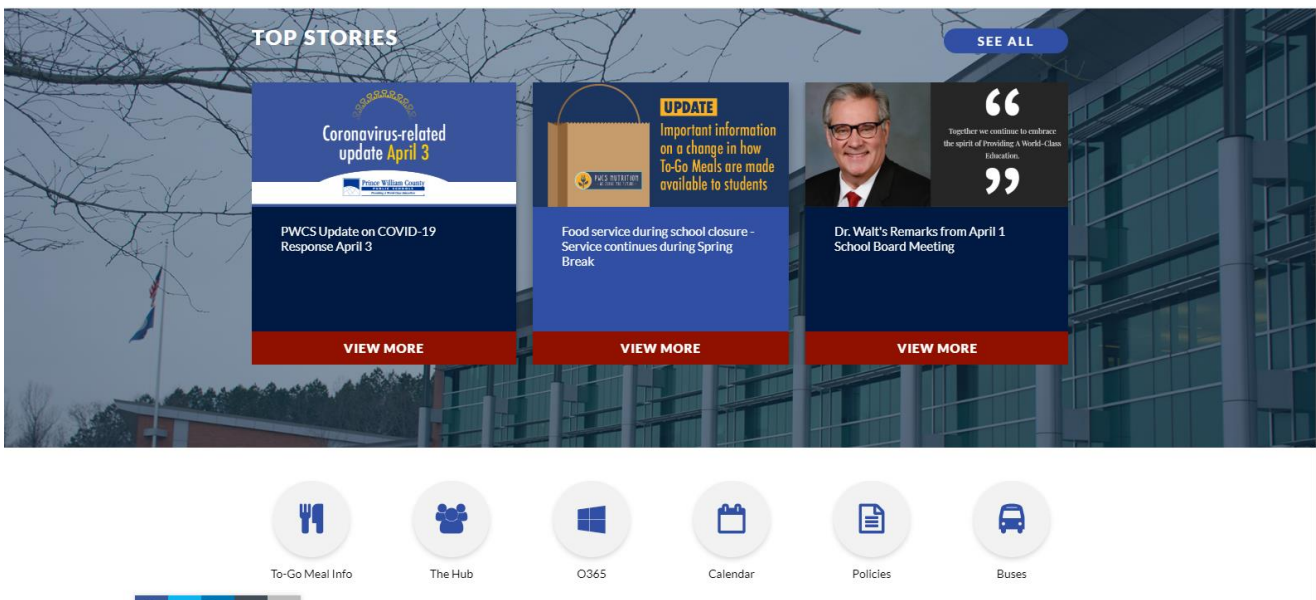 TOP STORIES
SEE ALL
Coronavirus-related
update April 3
Prince William County
PWCS Update on COVID-19
Response April 3
VIEW MORE
PWCS NUTRITION
UPDATE
Important information
on a change in how
To-Go Meals are made
available to students
Food service during school closure -
Service continues during Spring
Break
VIEW MORE
“
Together we continue to embrace
the spirit of Providing A World-Class
Education.
”
Dr. Walt's Remarks from April 1
School Board Meeting
VIEW MORE
To-Go Meal Info
The Hub
O365
Calendar
Policies
Buses